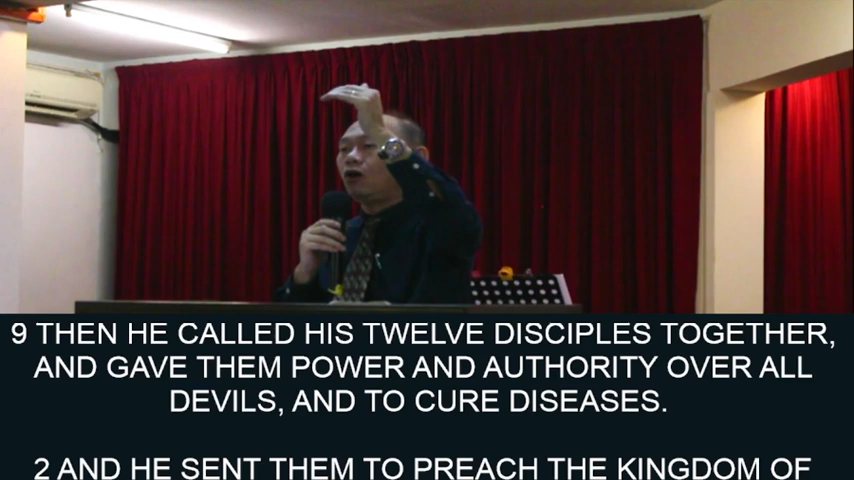 9 THEN HE CALLED HIS TWELVE DISCIPLES TOGETHER,
AND GAVE THEM POWER AND AUTHORITY OVER ALL
DEVILS, AND TO CURE DISEASES.
2 AND HE SENT THEM TO PREACH THE KINGDOM OF